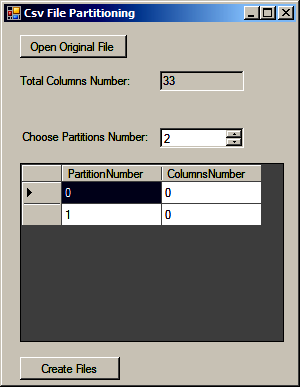 Csv File Partitioning
Open Original File
Total Columns Number: 33
Choose Partitions Number: 2
PartitionNumber ColumnsNumber
0 0
1 0
Create Files